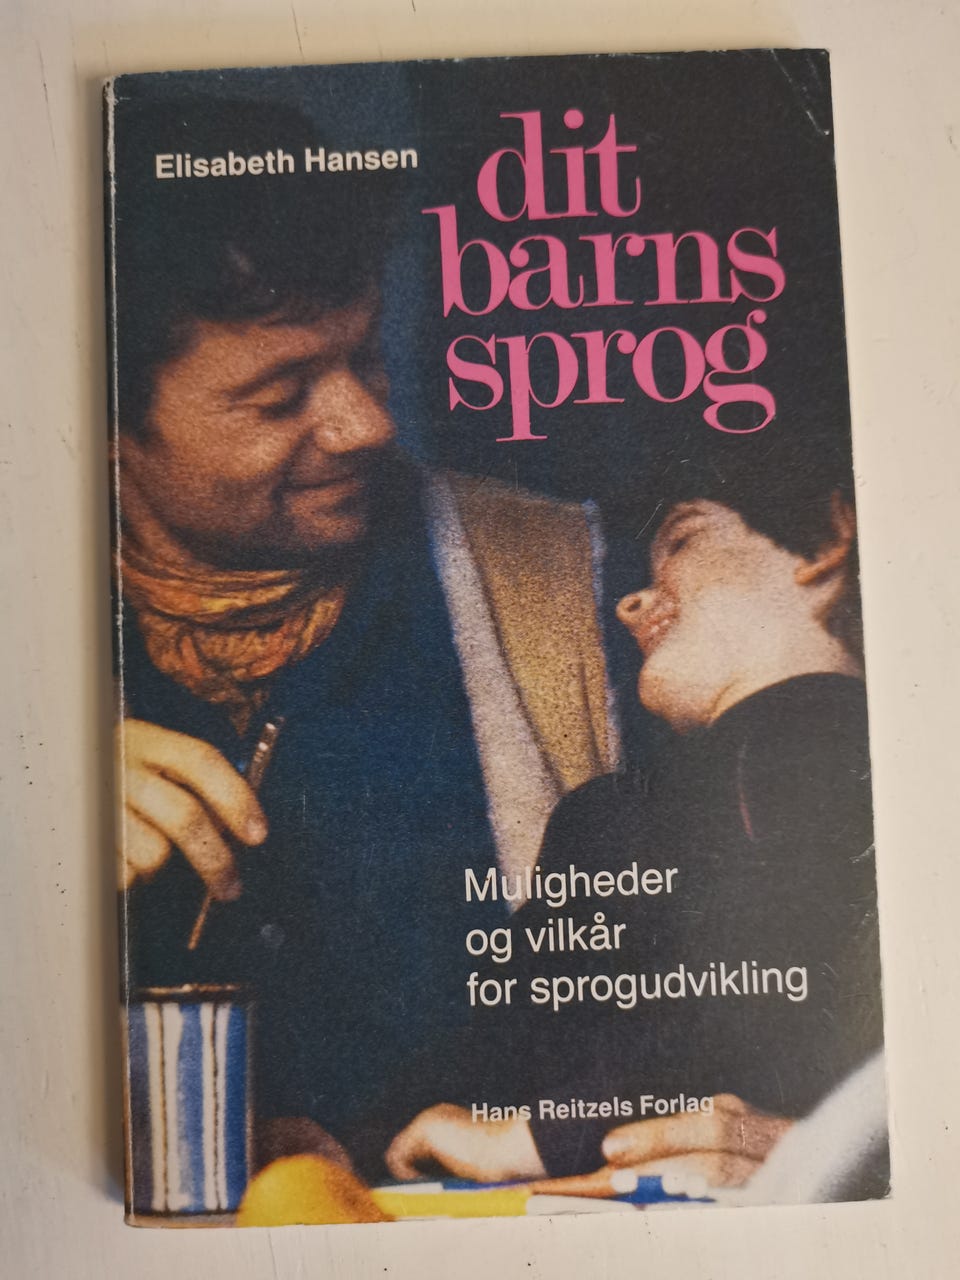 Elisabeth Hansen
dit
barns
sprog
Muligheder
og vilkår
for sprogudvikling
Hans Reitzels Forlag